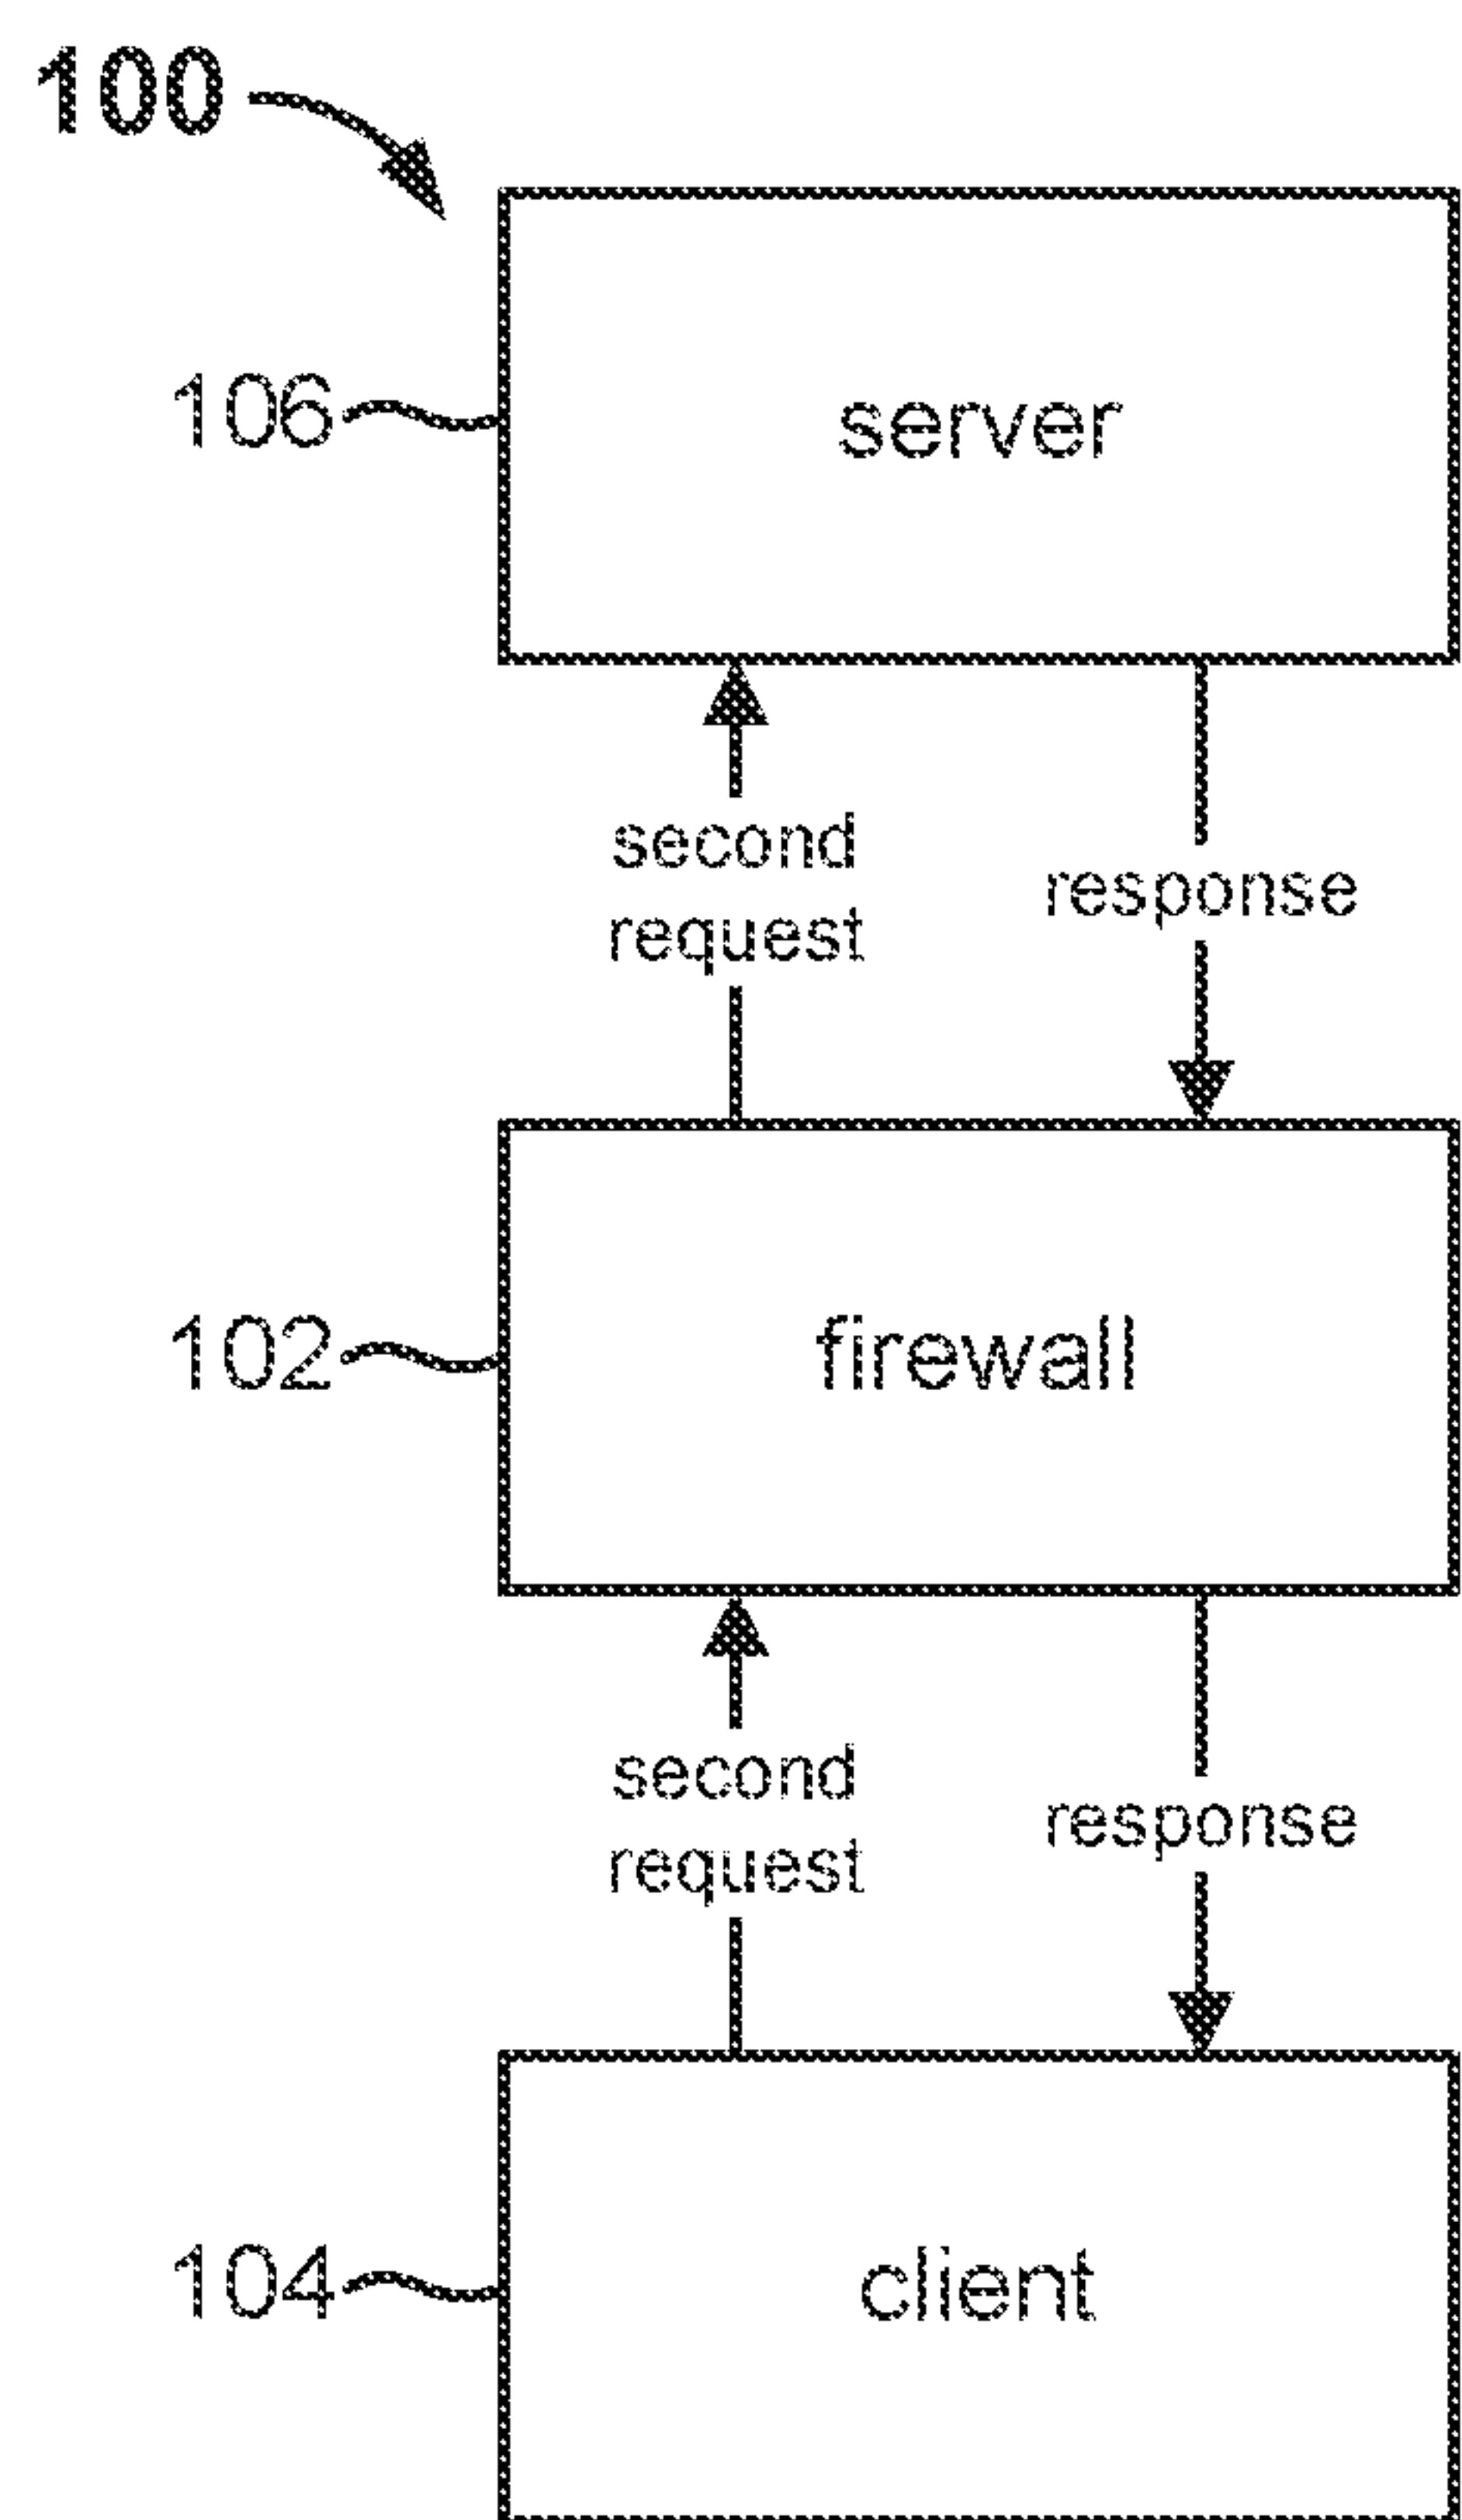 100
106
server
second
request
response
102
firewall
second
request
response
104
client